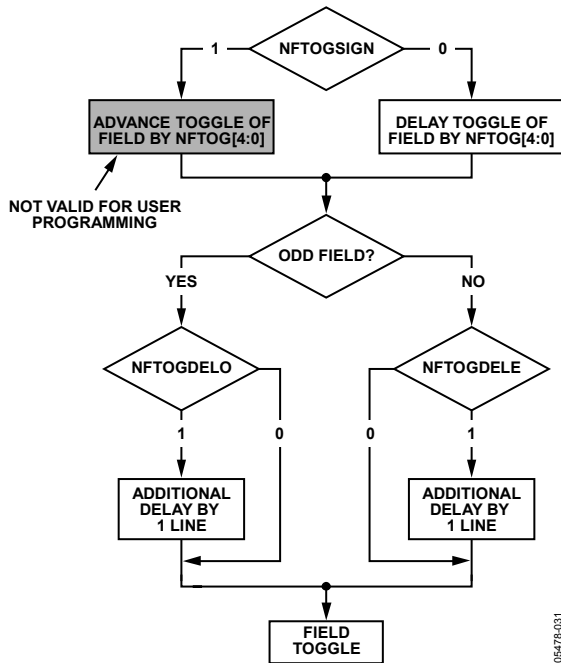 1
NFTOGSIGN
0
ADVANCE TOGGLE OF
FIELD BY NFTOG[4:0]
DELAY TOGGLE OF
FIELD BY NFTOG[4:0]
NOT VALID FOR USER
PROGRAMMING
ODD FIELD?
YES
NO
NFTOGDELO
NFTOGDELE
1
0
0
1
ADDITIONAL
DELAY BY
1 LINE
ADDITIONAL
DELAY BY
1 LINE
FIELD
TOGGLE
05478-031